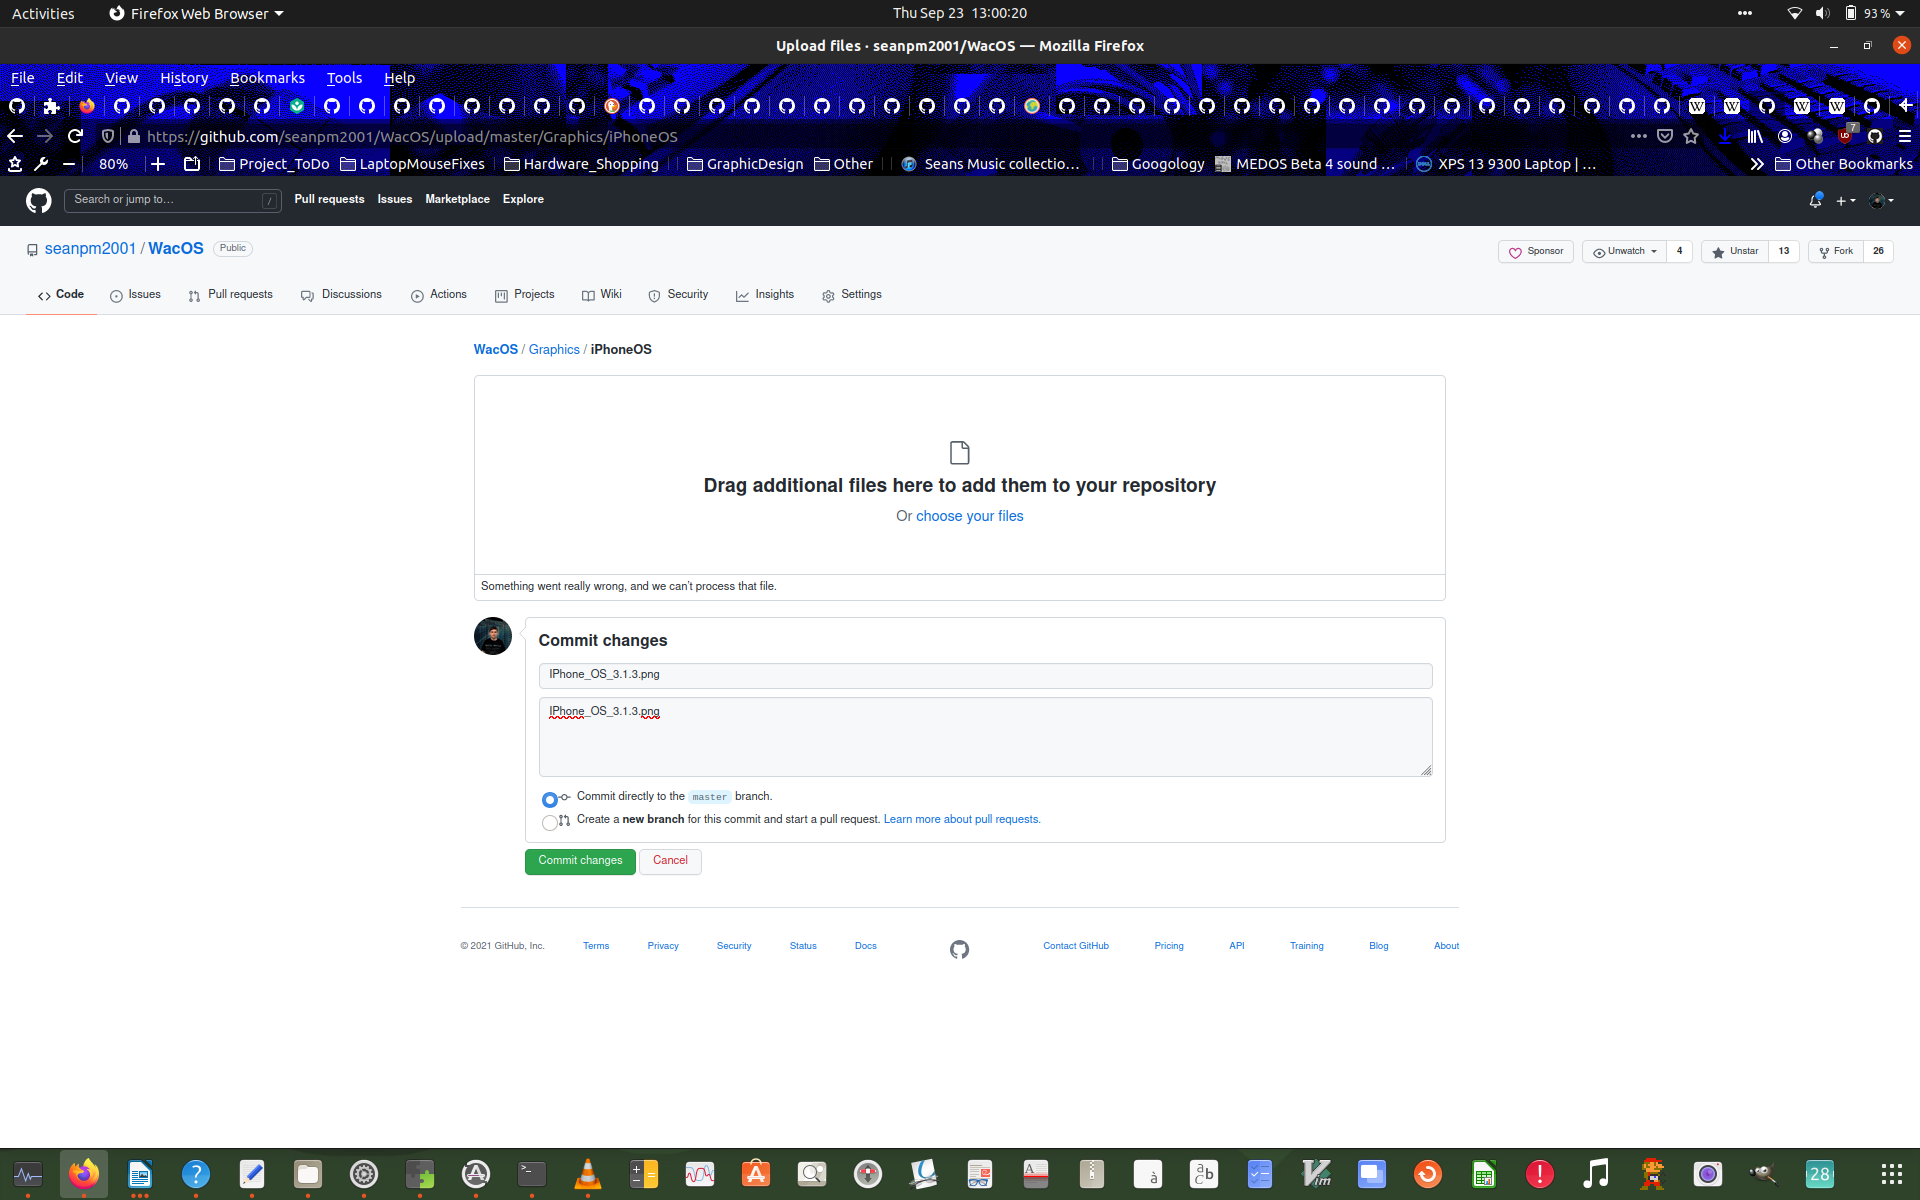 Activities Firefox Web Browser Thu Sep 23 13:00:20 93 %
Upload files · seanpm2001/WacOS — Mozilla Firefox
File Edit View History Bookmarks Tools Help
https://github.com/seanpm2001/WacOS/upload/master/Graphics/iPhoneOS 7
80% Project_ToDo LaptopMouseFixes Hardware_Shopping GraphicDesign Other Seans Music collectio… Googology MEDOS Beta 4 sound … XPS 13 9300 Laptop | … Other Bookmarks
Search or jump to… / Pull requests Issues Marketplace Explore
seanpm2001 / WacOS Public Sponsor Unwatch 4 Unstar 13 Fork 26
Code Issues Pull requests Discussions Actions Projects Wiki Security Insights Settings
WacOS / Graphics / iPhoneOS
Drag additional files here to add them to your repository
Or choose your files
Something went really wrong, and we can't process that file.
Commit changes
IPhone_OS_3.1.3.png
IPhone_OS_3.1.3.png
Commit directly to the master branch.
Create a new branch for this commit and start a pull request. Learn more about pull requests.
Commit changes Cancel
© 2021 GitHub, Inc. Terms Privacy Security Status Docs Contact GitHub Pricing API Training Blog About
28